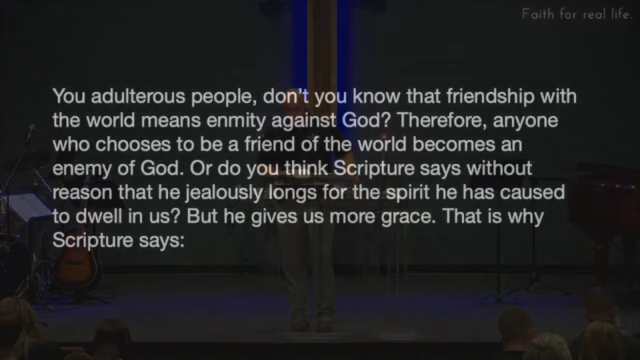 Faith for real life.
You adulterous people, don't you know that friendship with
the world means enmity against God? Therefore, anyone
who chooses to be a friend of the world becomes an
enemy of God. Or do you think Scripture says without
reason that he jealously longs for the spirit he has caused
to dwell in us? But he gives us more grace. That is why
Scripture says: